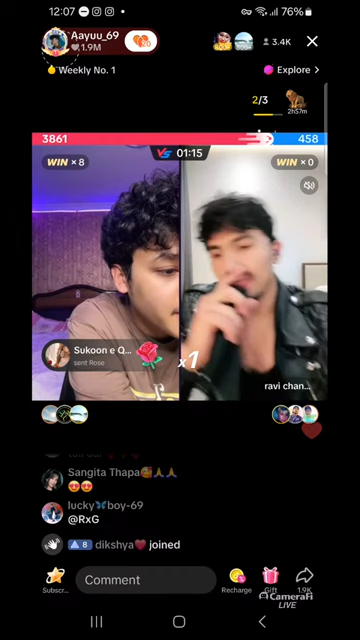 12:07
76%
Aayuu_69
1.9M
20
3.4K
Weekly No. 1
Explore >
2/3
2h57m
3861
458
WIN × 8
VS 01:15
WIN × 0
Sukoon e Q...
sent Rose
x1
ravi chan...
Sangita Thapa🥰🙏🙏
😍😍
lucky🦋boy-69
@RxG
8 dikshya❤️ joined
Subscr...
Comment
Recharge
Gift
1.9K
CameraFi
LIVE